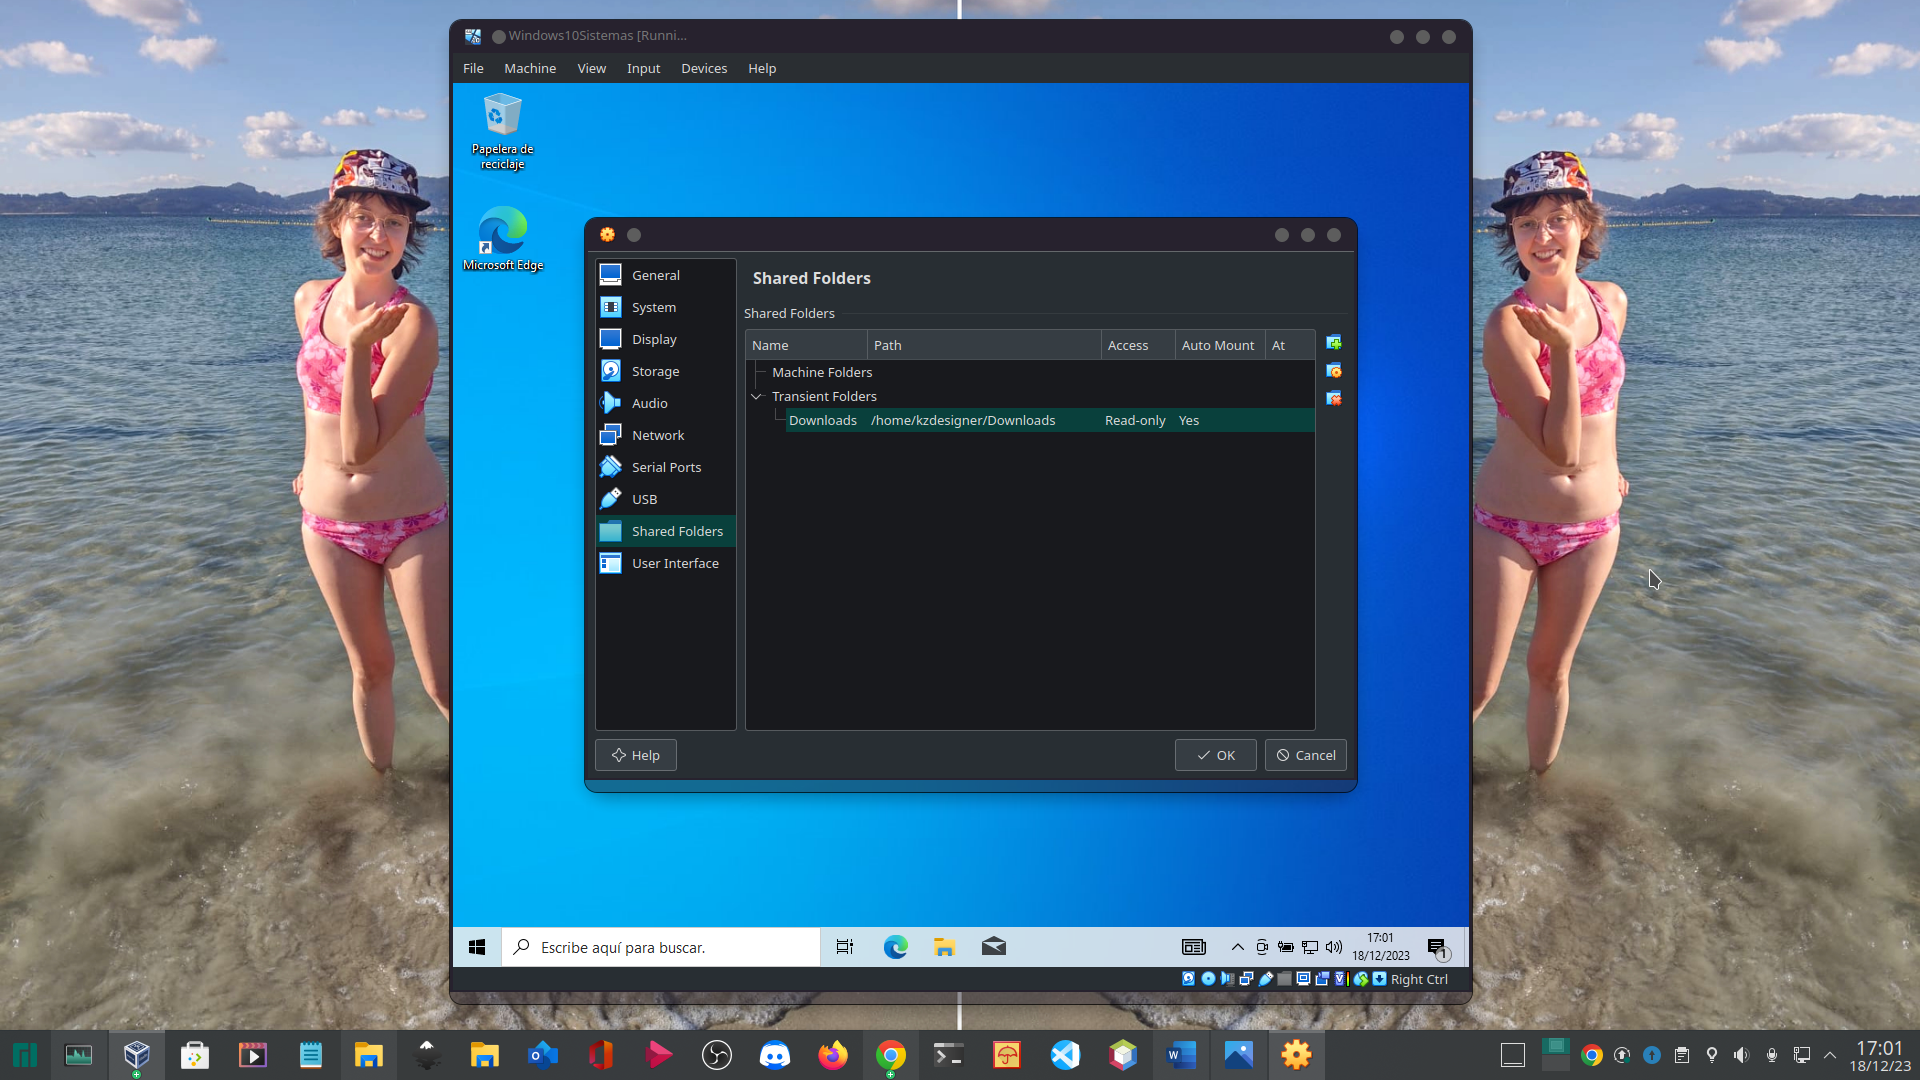 Windows10Sistemas [Runni...
File Machine View Input Devices Help
Papelera de
reciclaje
Microsoft Edge
General
System
Display
Storage
Audio
Network
Serial Ports
USB
Shared Folders
User Interface
Shared Folders
Shared Folders
Name Path Access Auto Mount At
Machine Folders
Transient Folders
Downloads /home/kzdesigner/Downloads Read-only Yes
Help OK Cancel
Escribe aquí para buscar.
17:01
18/12/2023
1
Right Ctrl
17:01
18/12/23